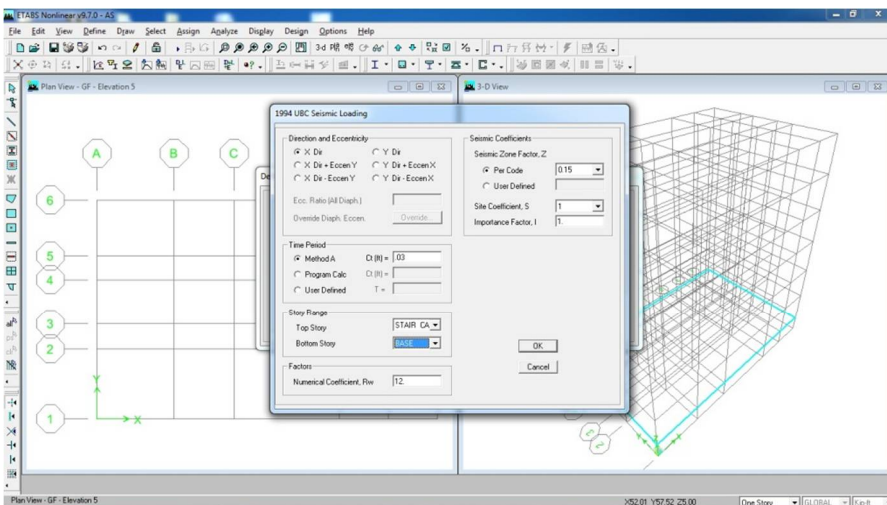 ETABS Nonlinear v9.7.0 - AS
File Edit View Define Draw Select Assign Analyze Display Design Options Help
3-d
Plan View - GF - Elevation 5
3-D View
A B C
6
5
4
3
2
1
Y
X
De
1994 UBC Seismic Loading
Direction and Eccentricity
X Dir Y Dir
X Dir + Eccen Y Y Dir + Eccen X
X Dir - Eccen Y Y Dir - Eccen X
Ecc. Ratio (All Diaph.)
Override Diaph. Eccen. Override...
Time Period
Method A Ct (ft) = .03
Program Calc Ct (ft) =
User Defined T =
Story Range
Top Story STAIR CA
Bottom Story BASE
Factors
Numerical Coefficient, Rw 12.
Seismic Coefficients
Seismic Zone Factor, Z
Per Code 0.15
User Defined
Site Coefficient, S 1
Importance Factor, I 1.
OK
Cancel
Plan View - GF - Elevation 5 X52.01 Y57.52 Z5.00 One Story GLOBAL Kip-ft